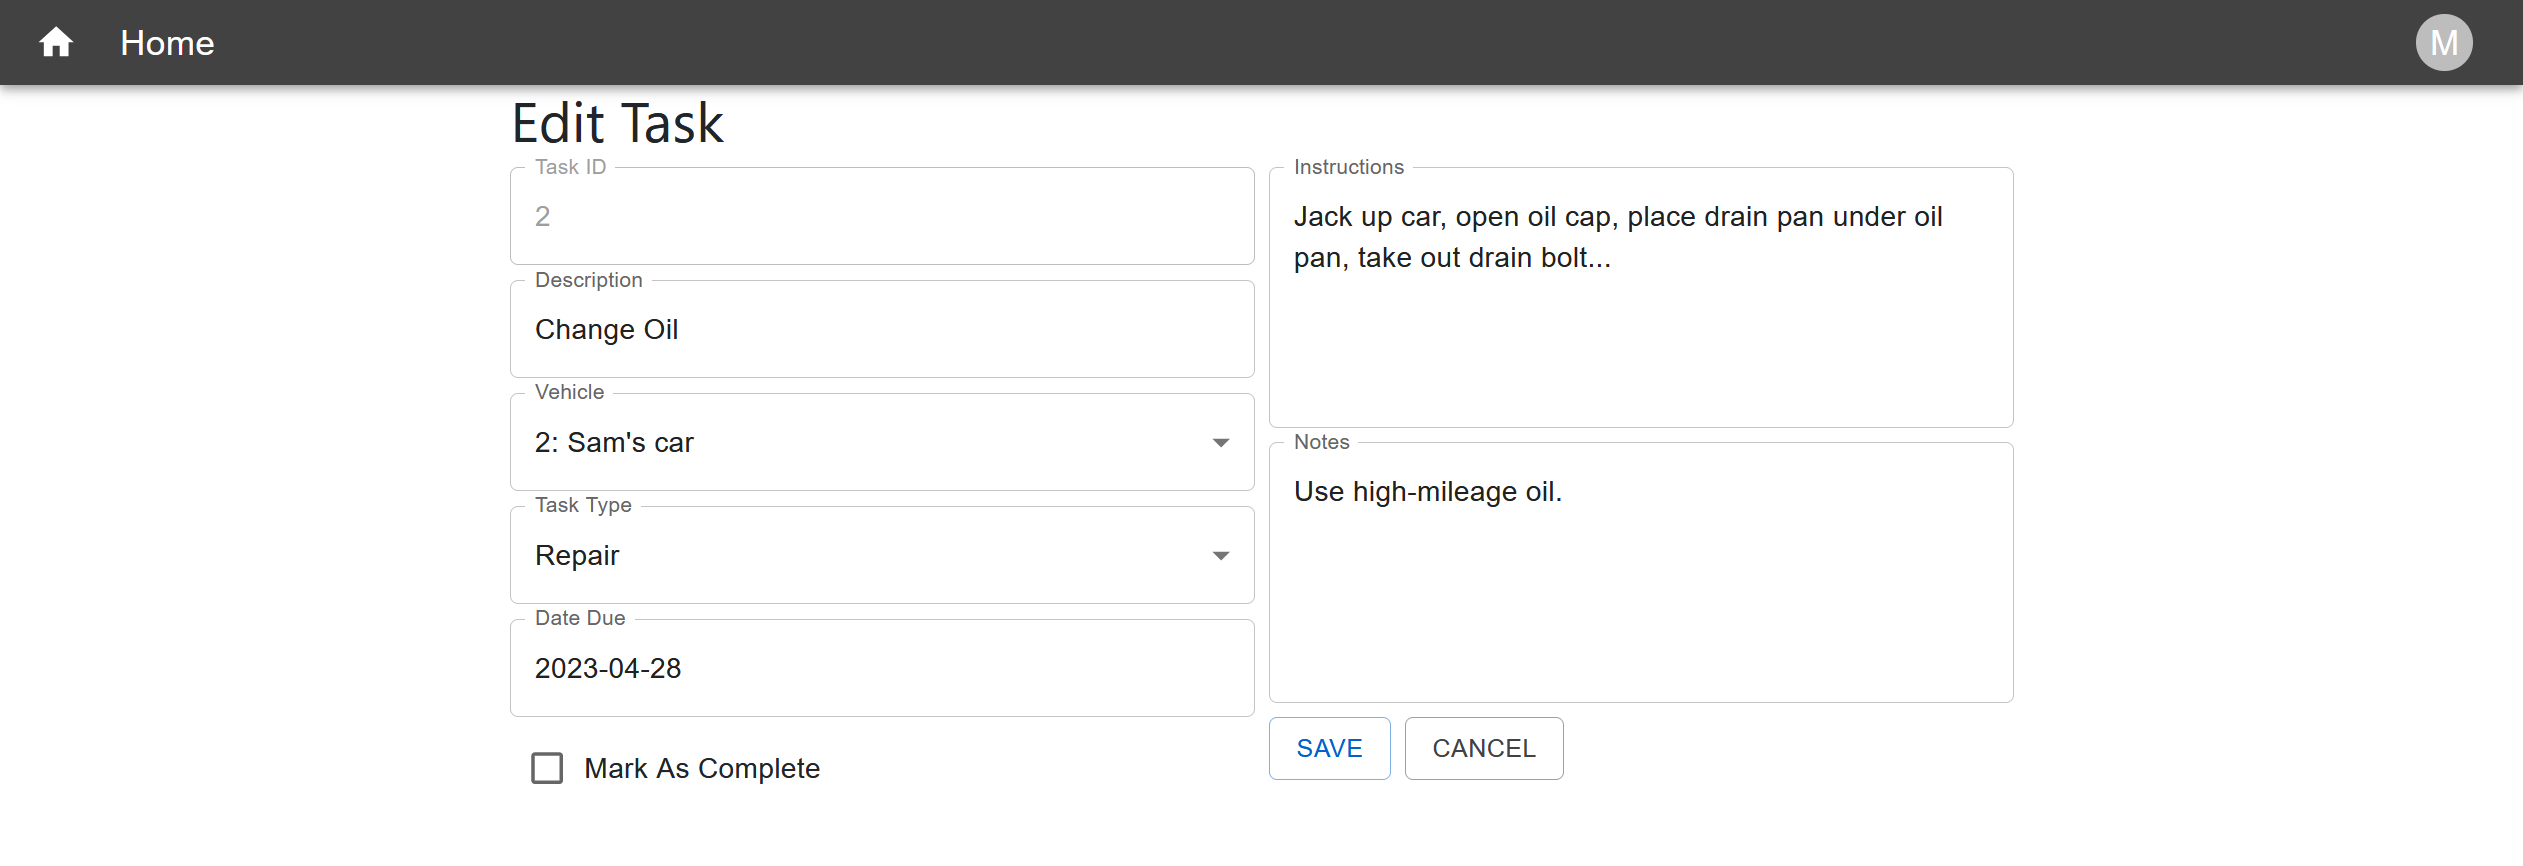 Home
M
Edit Task
Task ID
2
Description
Change Oil
Vehicle
2: Sam's car
Task Type
Repair
Date Due
2023-04-28
Mark As Complete
Instructions
Jack up car, open oil cap, place drain pan under oil
pan, take out drain bolt...
Notes
Use high-mileage oil.
SAVE
CANCEL